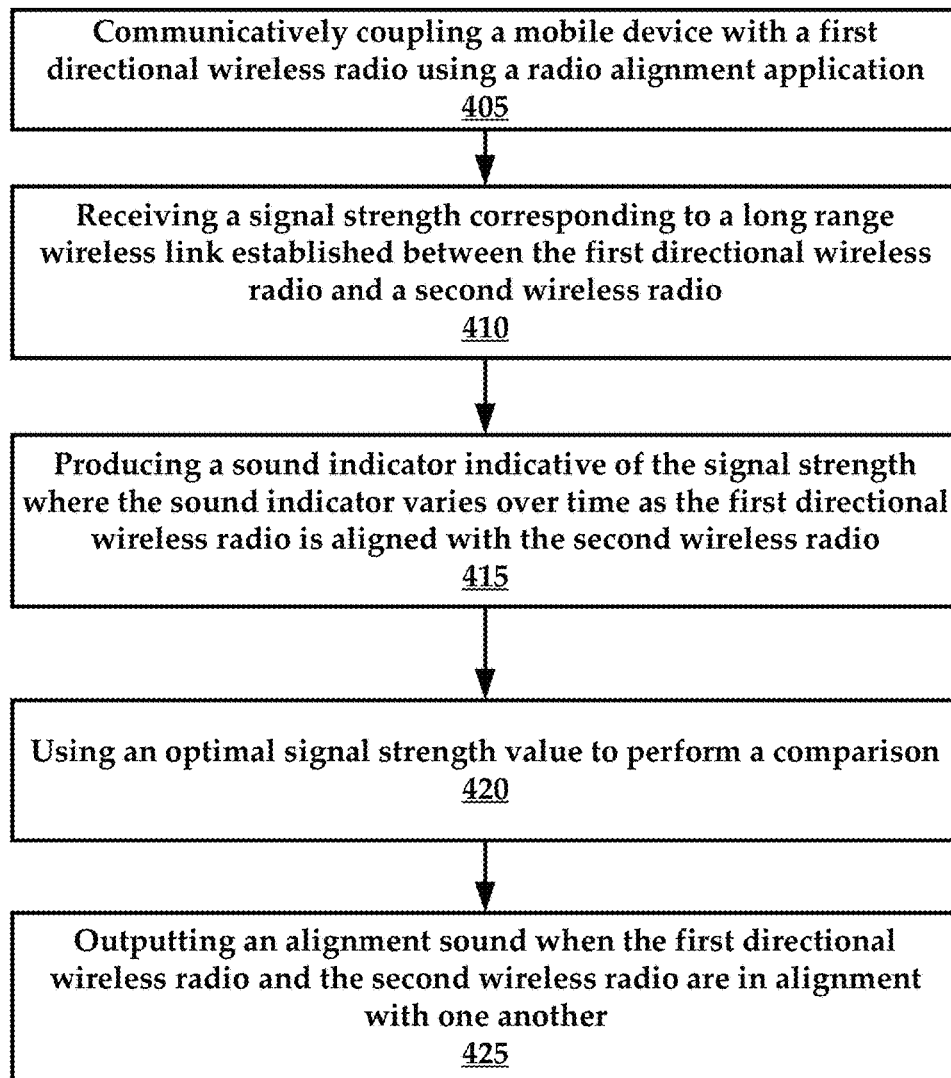 Communicatively coupling a mobile device with a first
directional wireless radio using a radio alignment application
405
Receiving a signal strength corresponding to a long range
wireless link established between the first directional wireless
radio and a second wireless radio
410
Producing a sound indicator indicative of the signal strength
where the sound indicator varies over time as the first directional
wireless radio is aligned with the second wireless radio
415
Using an optimal signal strength value to perform a comparison
420
Outputting an alignment sound when the first directional
wireless radio and the second wireless radio are in alignment
with one another
425